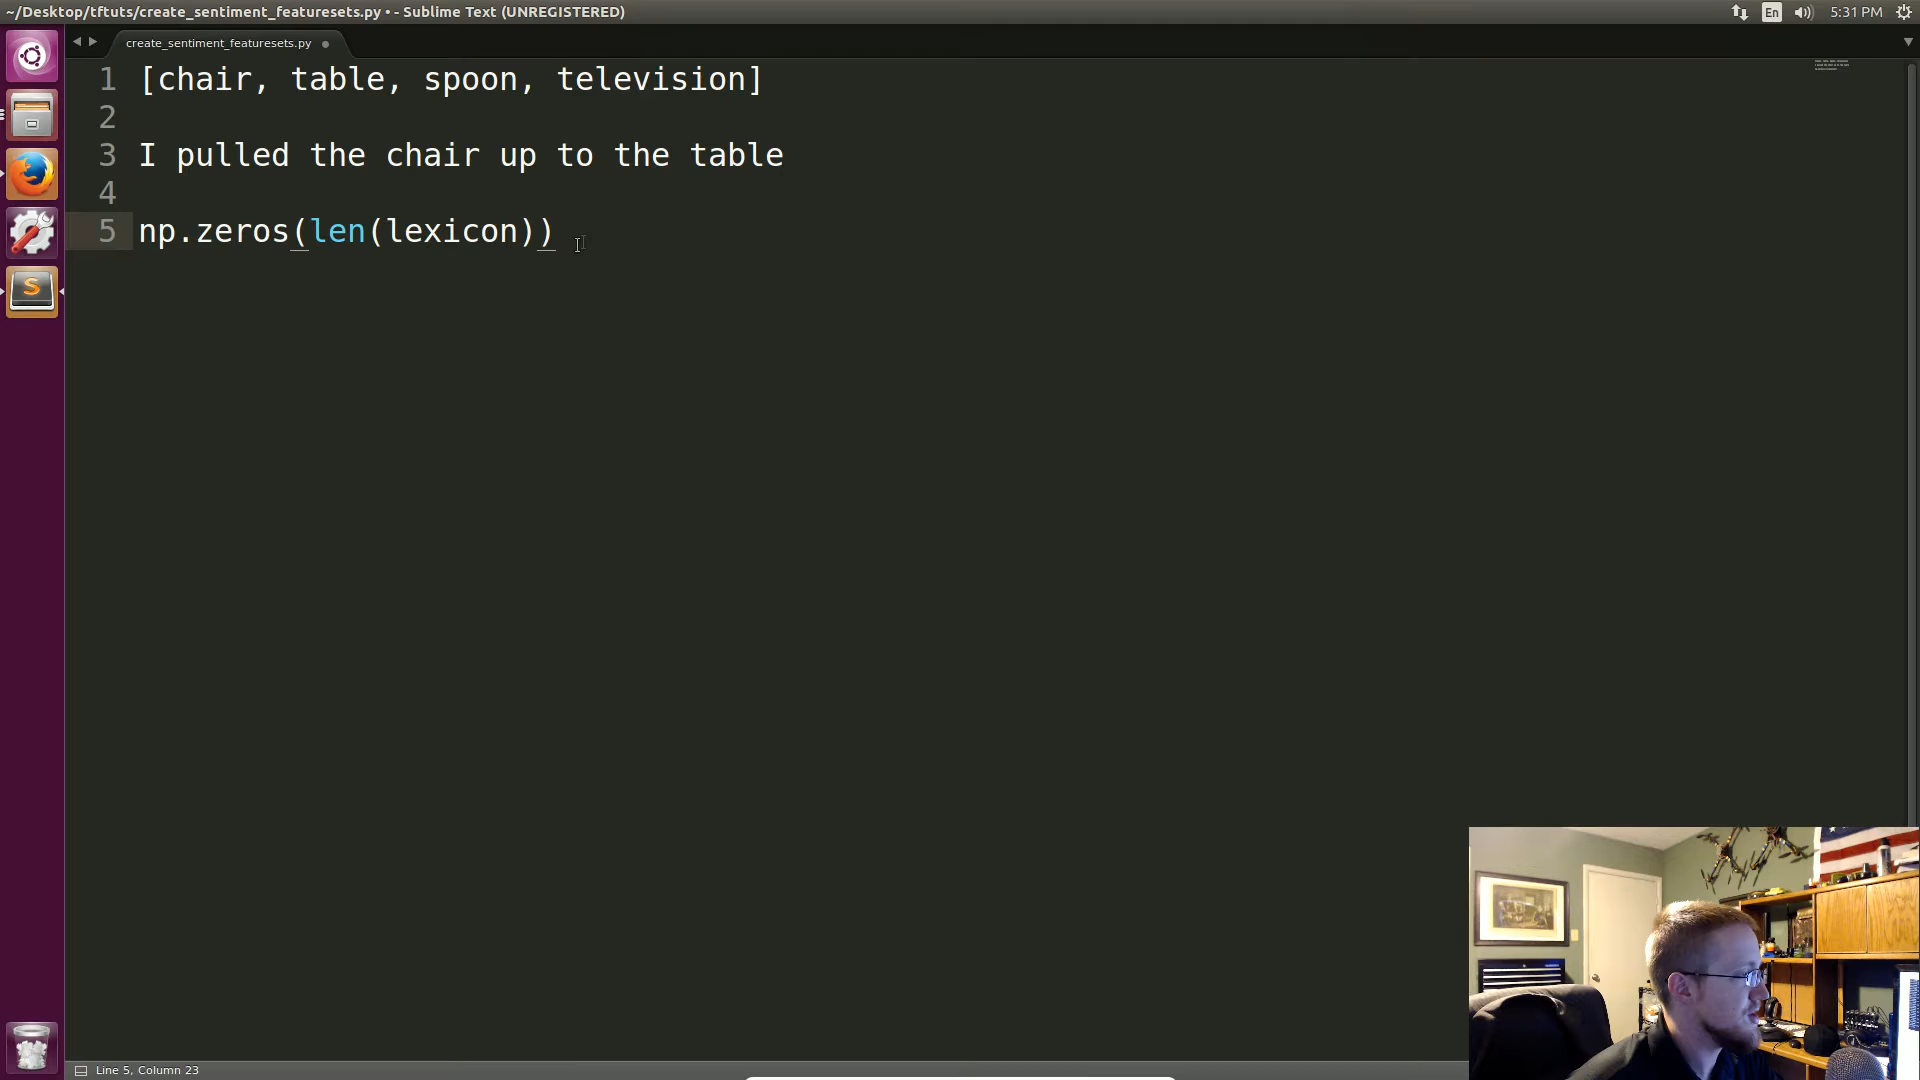 ~/Desktop/tftuts/create_sentiment_featuresets.py • - Sublime Text (UNREGISTERED)
En
5:31 PM
create_sentiment_featuresets.py
1 [chair, table, spoon, television]
2
3 I pulled the chair up to the table
4
5 np.zeros(len(lexicon))
Line 5, Column 23